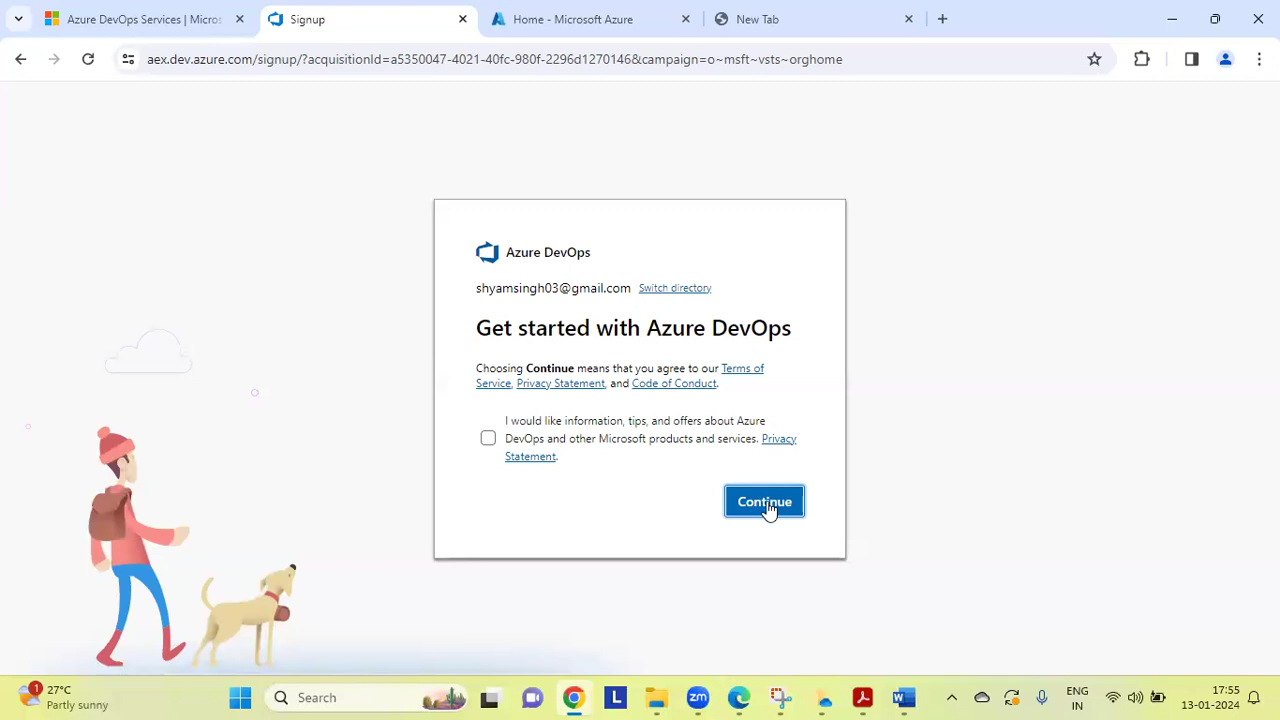 Azure DevOps Services | Micros
Signup
Home - Microsoft Azure
New Tab
aex.dev.azure.com/signup/?acquisitionId=a5350047-4021-40fc-980f-2296d1270146&campaign=o~msft~vsts~orghome
Azure DevOps
shyamsingh03@gmail.com Switch directory
Get started with Azure DevOps
Choosing Continue means that you agree to our Terms of
Service, Privacy Statement, and Code of Conduct.
I would like information, tips, and offers about Azure
DevOps and other Microsoft products and services. Privacy
Statement.
Continue
1
27°C
Partly sunny
Search
L
zm
ENG
IN
17:55
13-01-2024